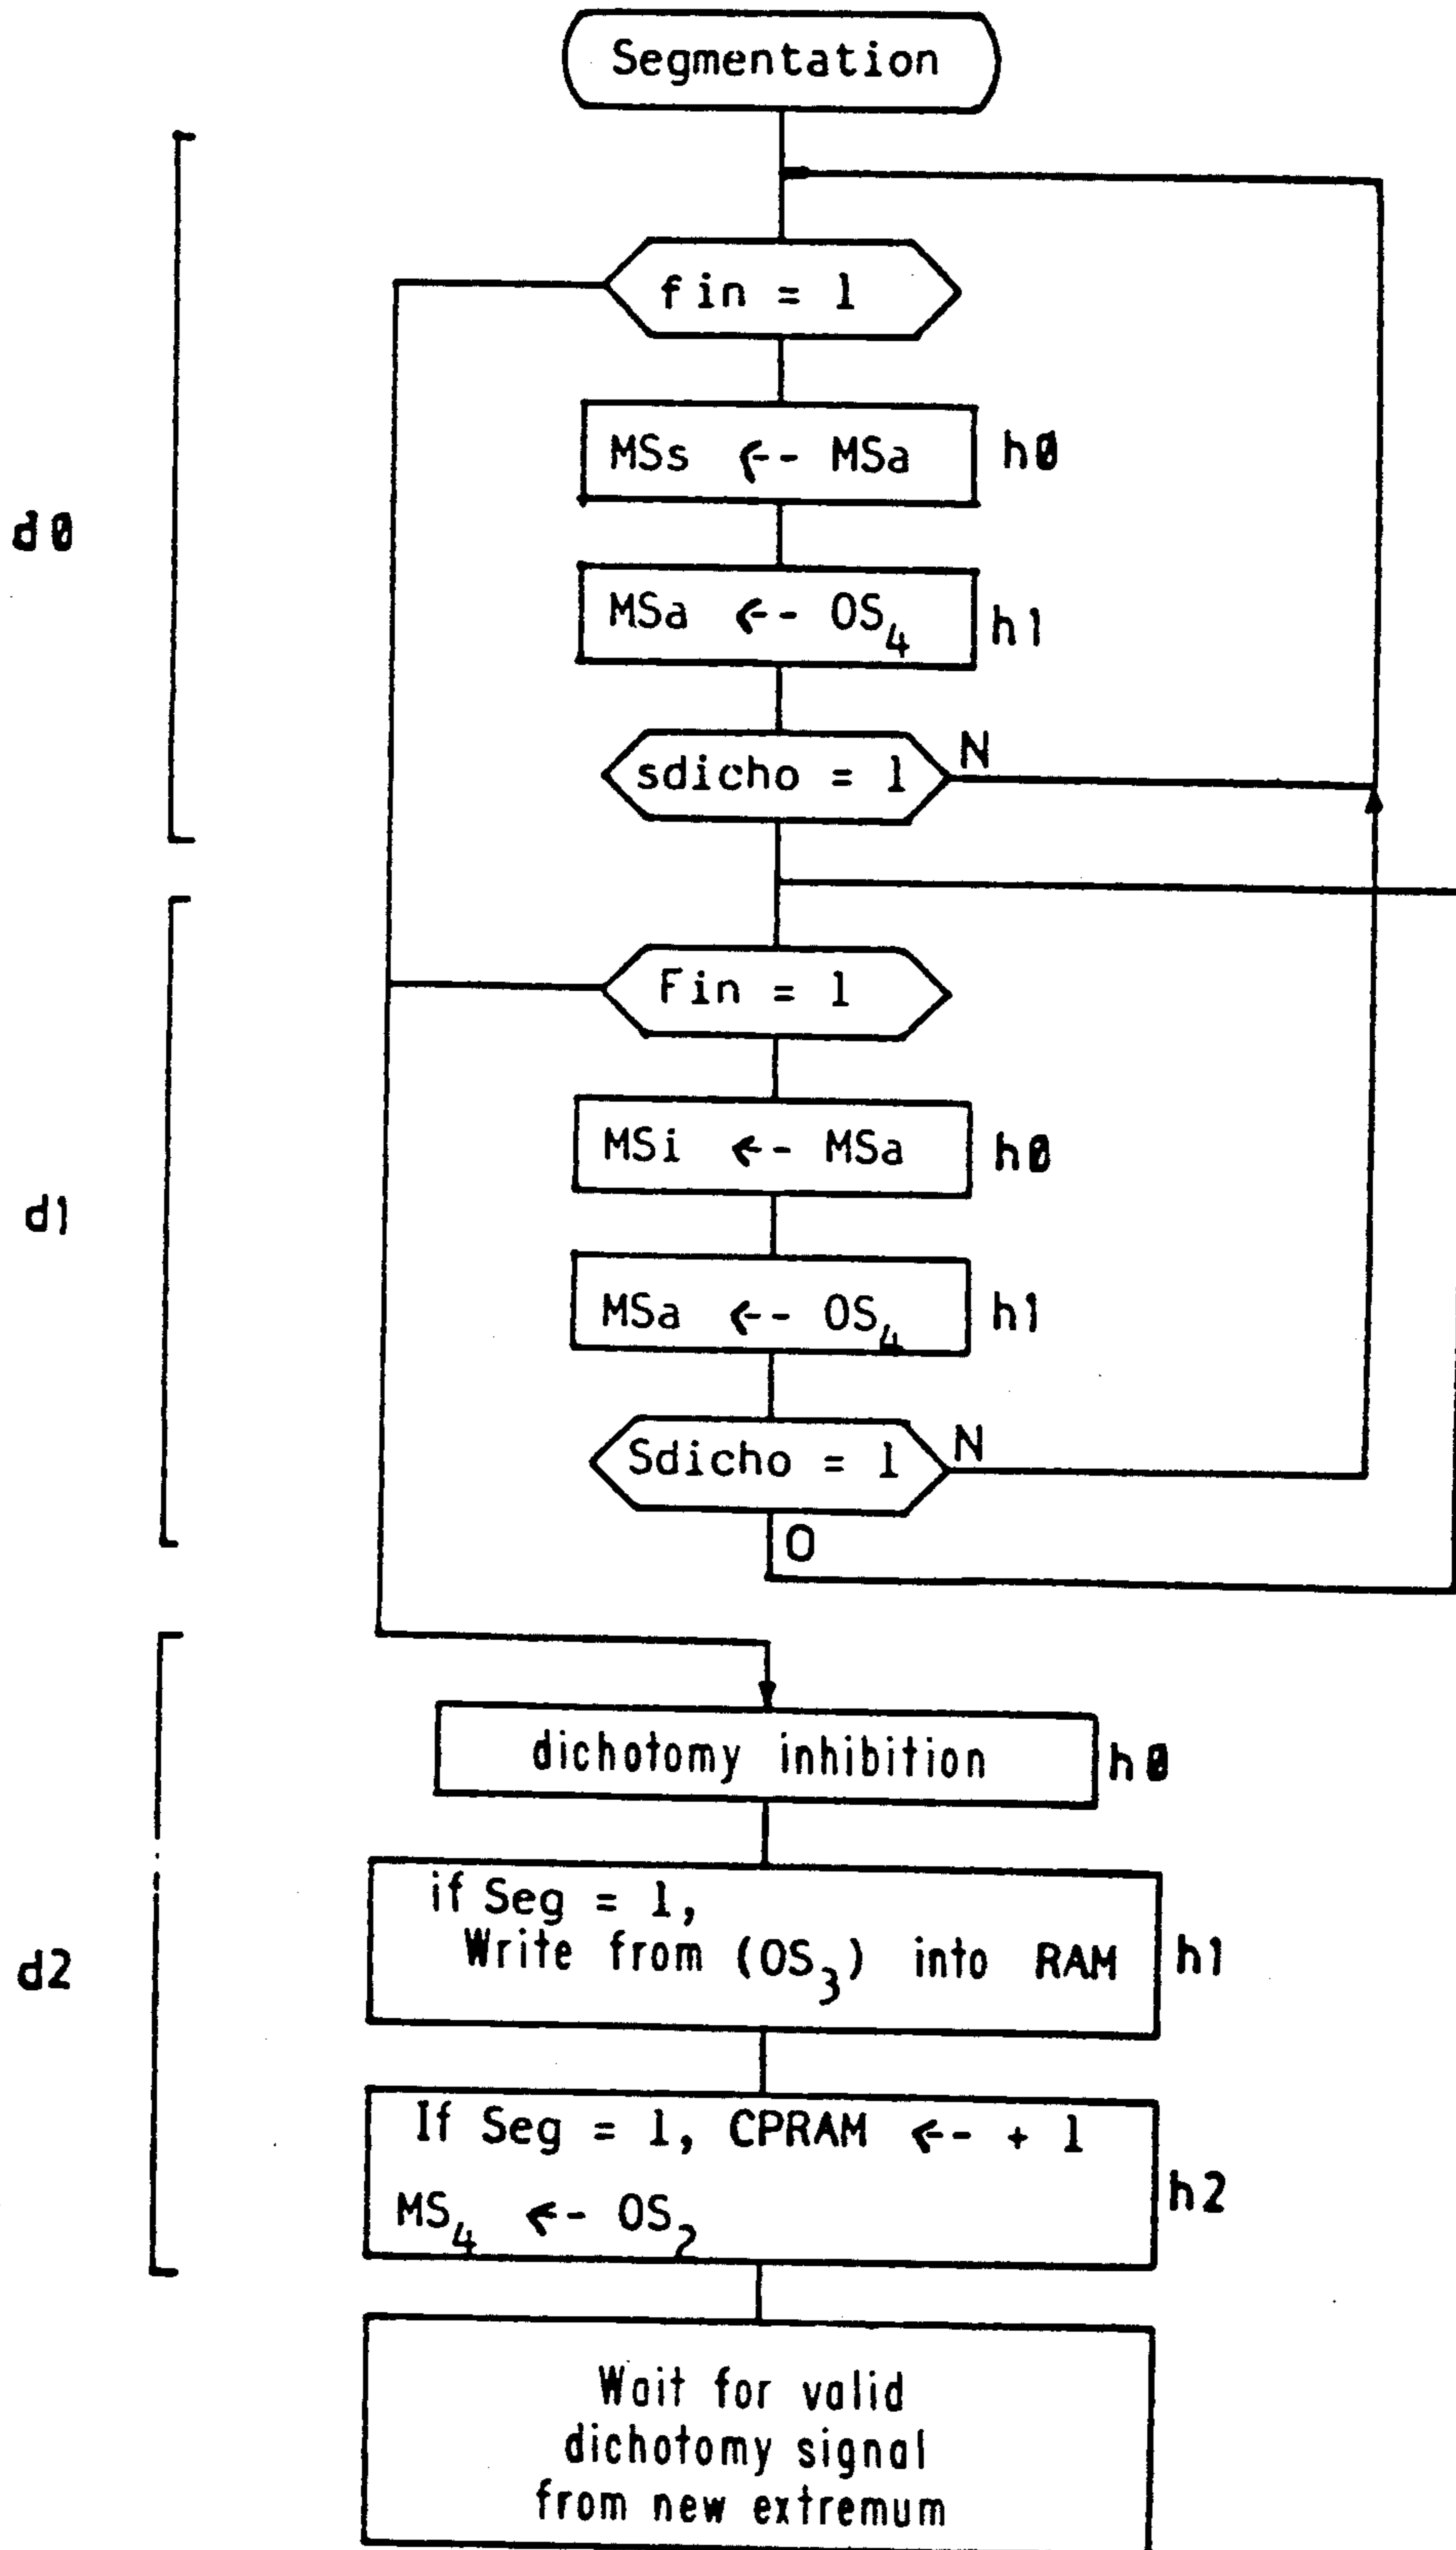 Segmentation
fin = 1
MSs <-- MSa h0
d0
MSa <-- OS4 h1
sdicho = 1 N
Fin = 1
MSi <-- MSa h0
d1
MSa <-- OS4 h1
Sdicho = 1 N
O
dichotomy inhibition h0
if Seg = 1,
Write from (OS3) into RAM h1
d2
If Seg = 1, CPRAM <-- + 1
MS4 <-- OS2 h2
Wait for valid
dichotomy signal
from new extremum